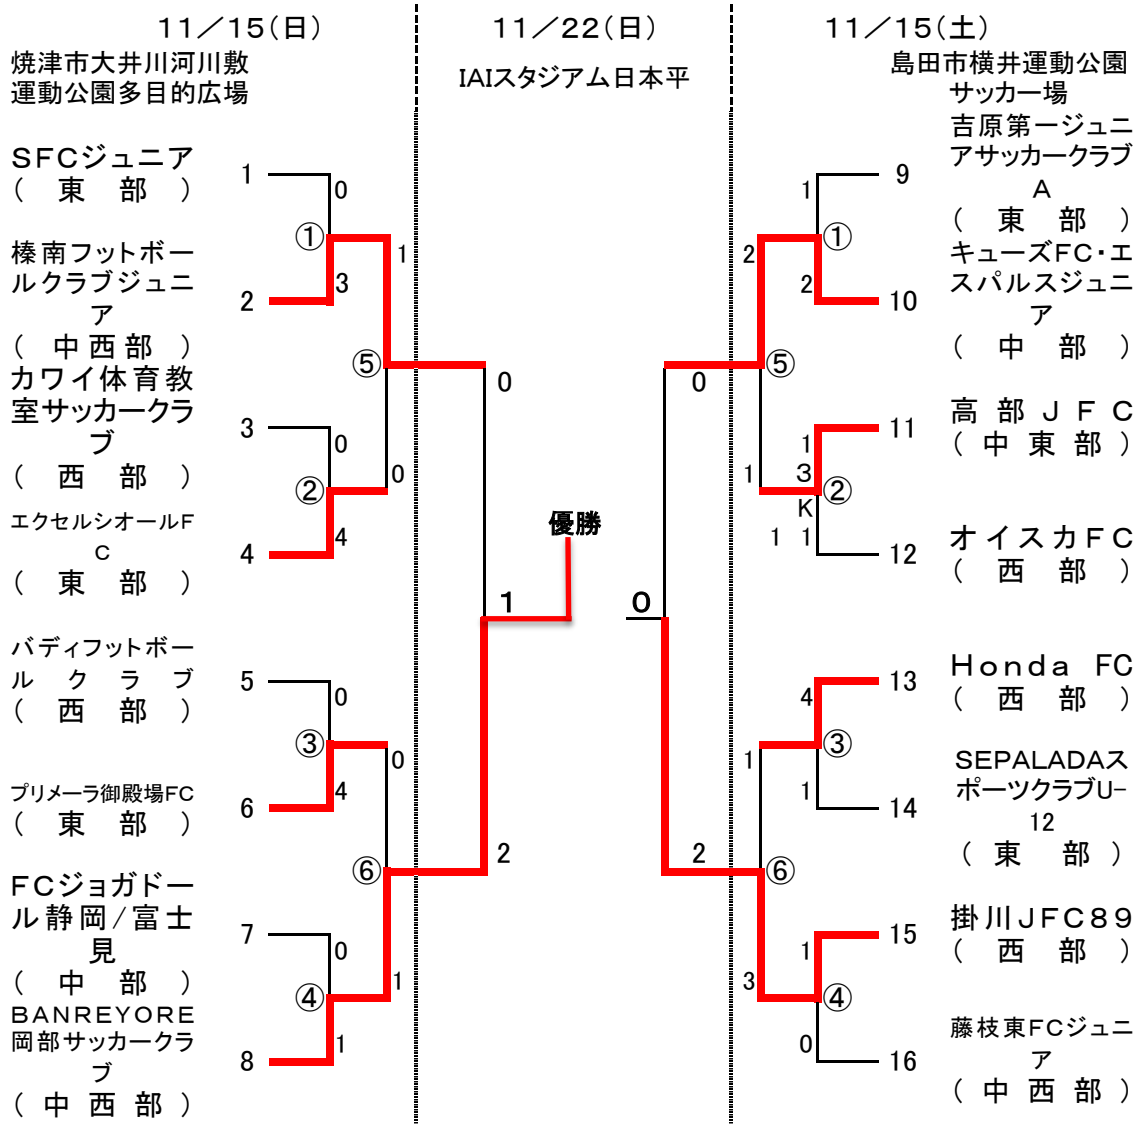 11／15(日)
焼津市大井川河川敷
運動公園多目的広場
11／22(日)
IAIスタジアム日本平
11／15(土)
島田市横井運動公園
サッカー場
SFCジュニア
(東部)
1
0
①
榛南フットボー
ルクラブジュニ
ア
(中西部)
2
3
1
⑤
0
カワイ体育教
室サッカークラ
ブ
(西部)
3
0
②
0
エクセルシオールF
C
(東部)
4
4
バディフットボー
ルクラブ
(西部)
5
0
③
0
プリメーラ御殿場FC
(東部)
6
4
⑥
2
FCジョガドー
ル静岡/富士
見
(中部)
7
0
④
1
BANREYORE
岡部サッカークラ
ブ
(中西部)
8
1
優勝
1
0
吉原第一ジュニ
アサッカークラブ
A
(東部)
9
1
①
2
キューズFC・エ
スパルスジュニ
ア
(中部)
10
2
⑤
0
高部JFC
(中東部)
11
1
3
②
K
1
1 1
オイスカFC
(西部)
12
Honda FC
(西部)
13
4
③
1
SEPALADAス
ポーツクラブU-
12
(東部)
14
1
⑥
2
掛川JFC89
(西部)
15
1
④
3
藤枝東FCジュニ
ア
(中西部)
16
0